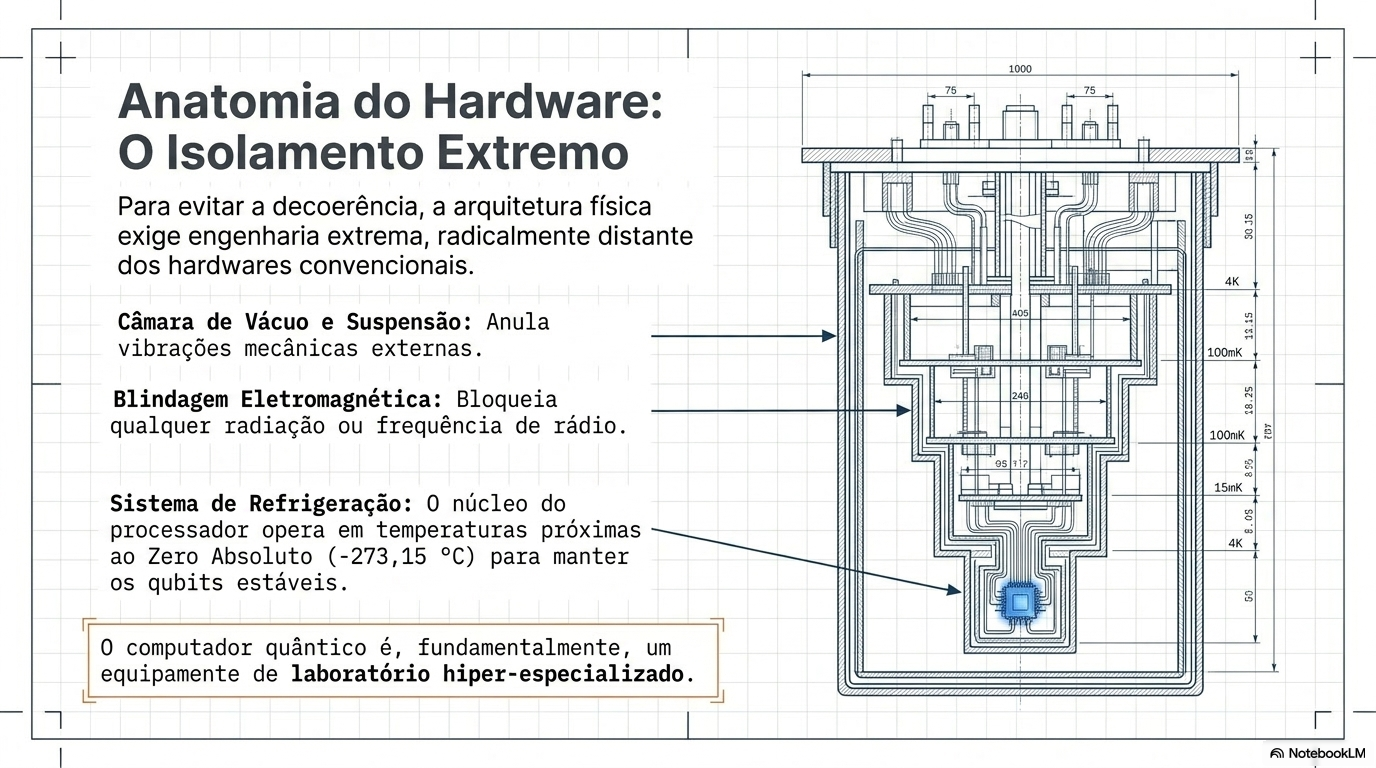 Anatomia do Hardware:
O Isolamento Extremo
Para evitar a decoerência, a arquitetura física
exige engenharia extrema, radicalmente distante
dos hardwares convencionais.
Câmara de Vácuo e Suspensão: Anula
vibrações mecânicas externas.
Blindagem Eletromagnética: Bloqueia
qualquer radiação ou frequência de rádio.
Sistema de Refrigeração: O núcleo do
processador opera em temperaturas próximas
ao Zero Absoluto (-273,15 °C) para manter
os qubits estáveis.
O computador quântico é, fundamentalmente, um
equipamente de laboratório hiper-especializado.
1000
75
75
4K
405
100mK
246
100mK
15mK
4K
NotebookLM